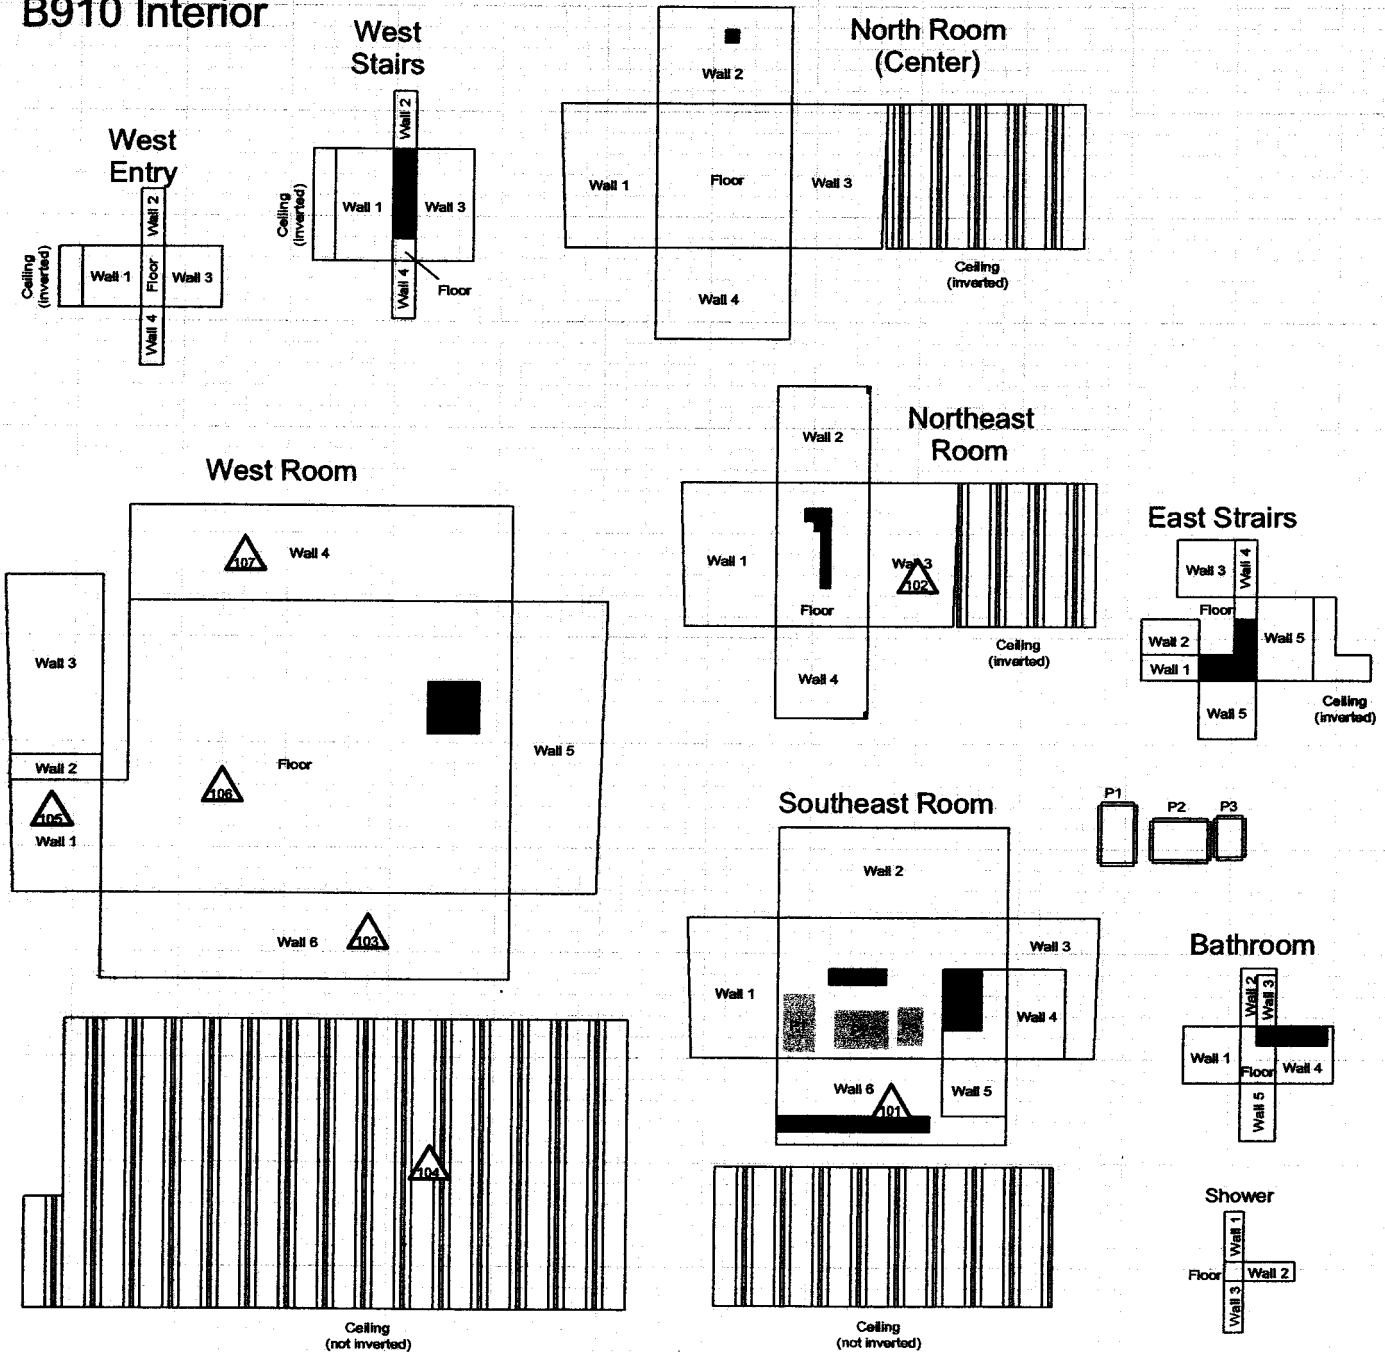 B910 Interior
West
Stairs
Wall 2
Ceiling
(inverted)
Wall 1
Wall 3
Wall 4
Floor
West
Entry
Wall 2
Ceiling
(inverted)
Wall 1
Floor
Wall 3
Wall 4
North Room
(Center)
Wall 2
Wall 1
Floor
Wall 3
Ceiling
(inverted)
Wall 4
West Room
107
Wall 4
Wall 3
Wall 2
Floor
Wall 5
106
105
Wall 1
Wall 6
103
104
Ceiling
(not inverted)
Northeast
Room
Wall 2
Wall 1
Wall 3
102
Floor
Ceiling
(inverted)
Wall 4
East Strairs
Wall 3
Wall 4
Floor
Wall 2
Wall 5
Wall 1
Wall 5
Ceiling
(inverted)
P1
P2
P3
Southeast Room
Wall 2
Wall 3
Wall 1
Wall 4
Wall 6
Wall 5
101
Ceiling
(not inverted)
Bathroom
Wall 2
Wall 3
Wall 1
Floor
Wall 4
Wall 5
Shower
Wall 1
Floor
Wall 2
Wall 3